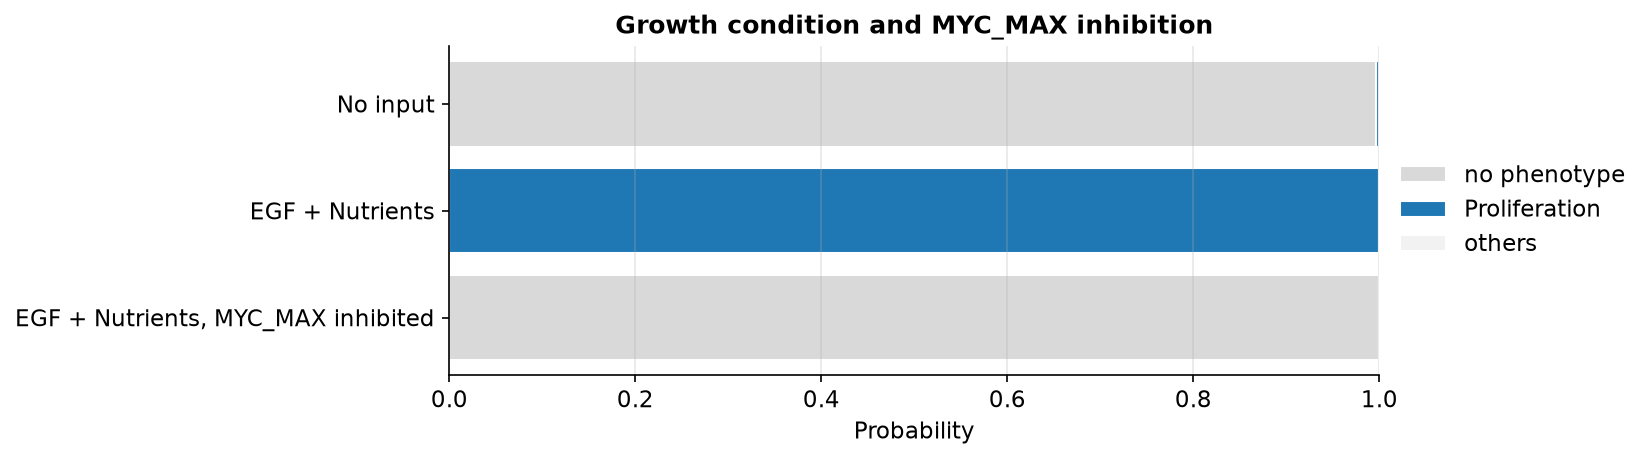 Growth condition and MYC_MAX inhibition
No input
EGF + Nutrients
EGF + Nutrients, MYC_MAX inhibited
0.0 0.2 0.4 0.6 0.8 1.0
Probability
no phenotype
Proliferation
others